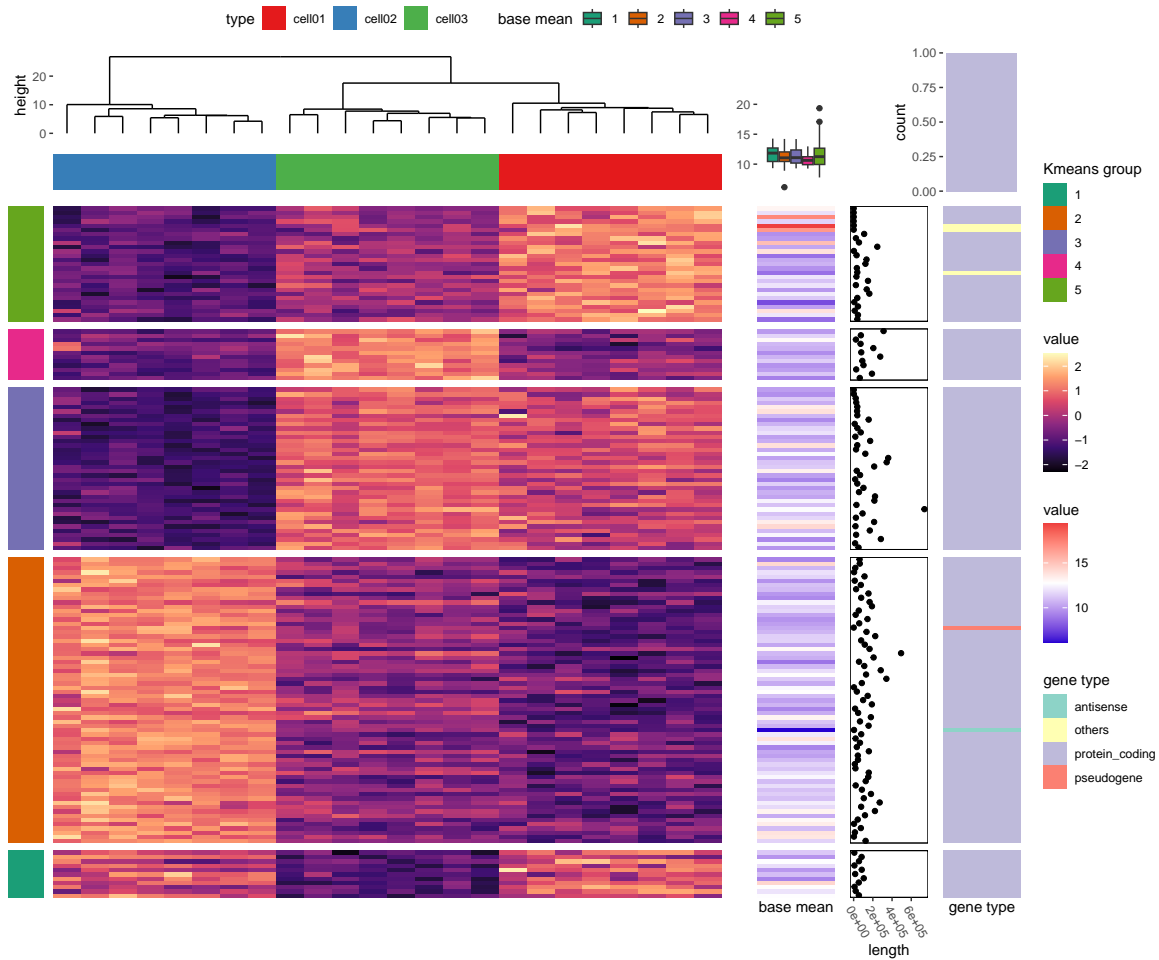 type cell01 cell02 cell03 base mean 1 2 3 4 5
height
20
10
0
20
15
10
count
1.00
0.75
0.50
0.25
0.00
Kmeans group
1
2
3
4
5
value
2
1
0
−1
−2
value
15
10
gene type
antisense
others
protein_coding
pseudogene
base mean
0e+00
2e+05
4e+05
6e+05
length
gene type